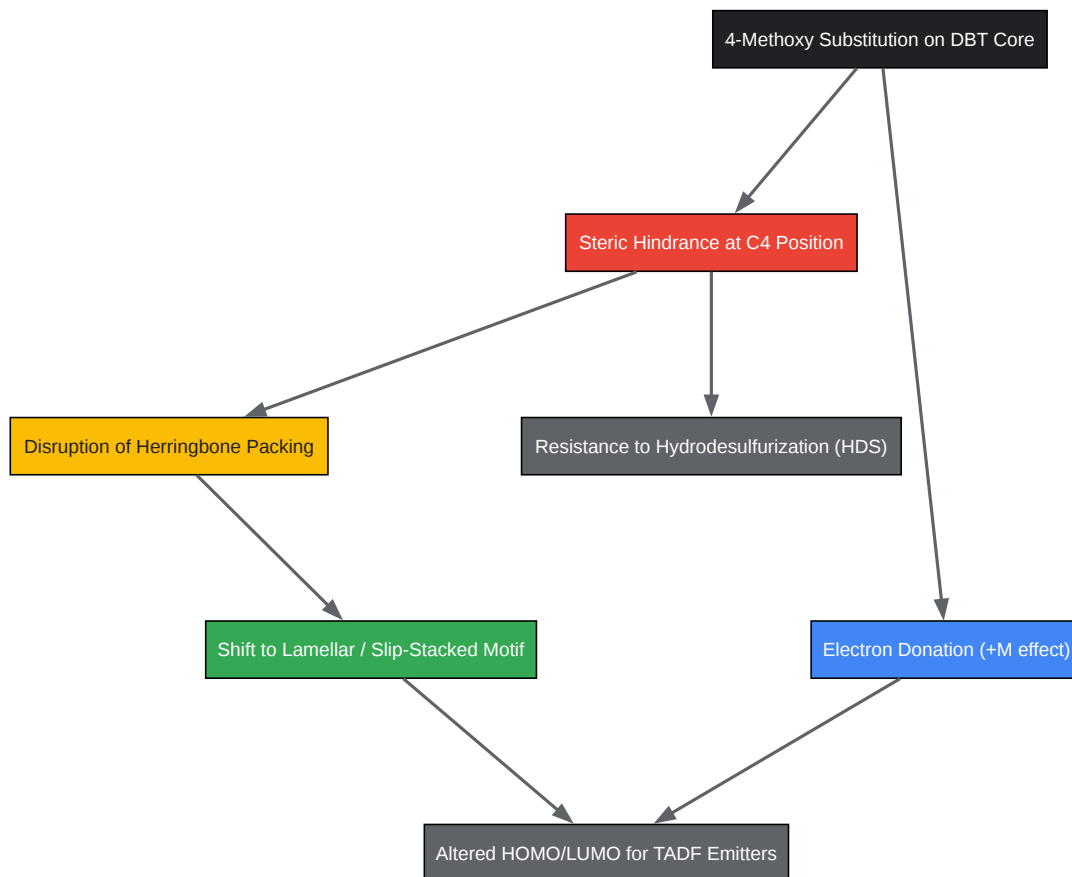 4-Methoxy Substitution on DBT Core
Steric Hindrance at C4 Position
Disruption of Herringbone Packing
Resistance to Hydrodesulfurization (HDS)
Shift to Lamellar / Slip-Stacked Motif
Electron Donation (+M effect)
Altered HOMO/LUMO for TADF Emitters